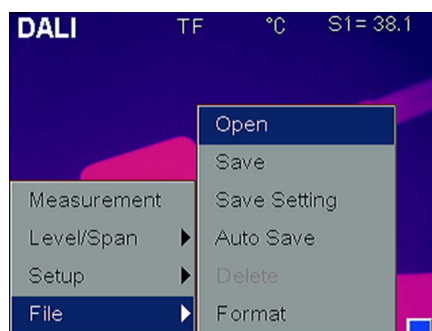 DALI TF °C S1= 38.1
Open
Save
Measurement Save Setting
Level/Span Auto Save
Setup Delete
File Format